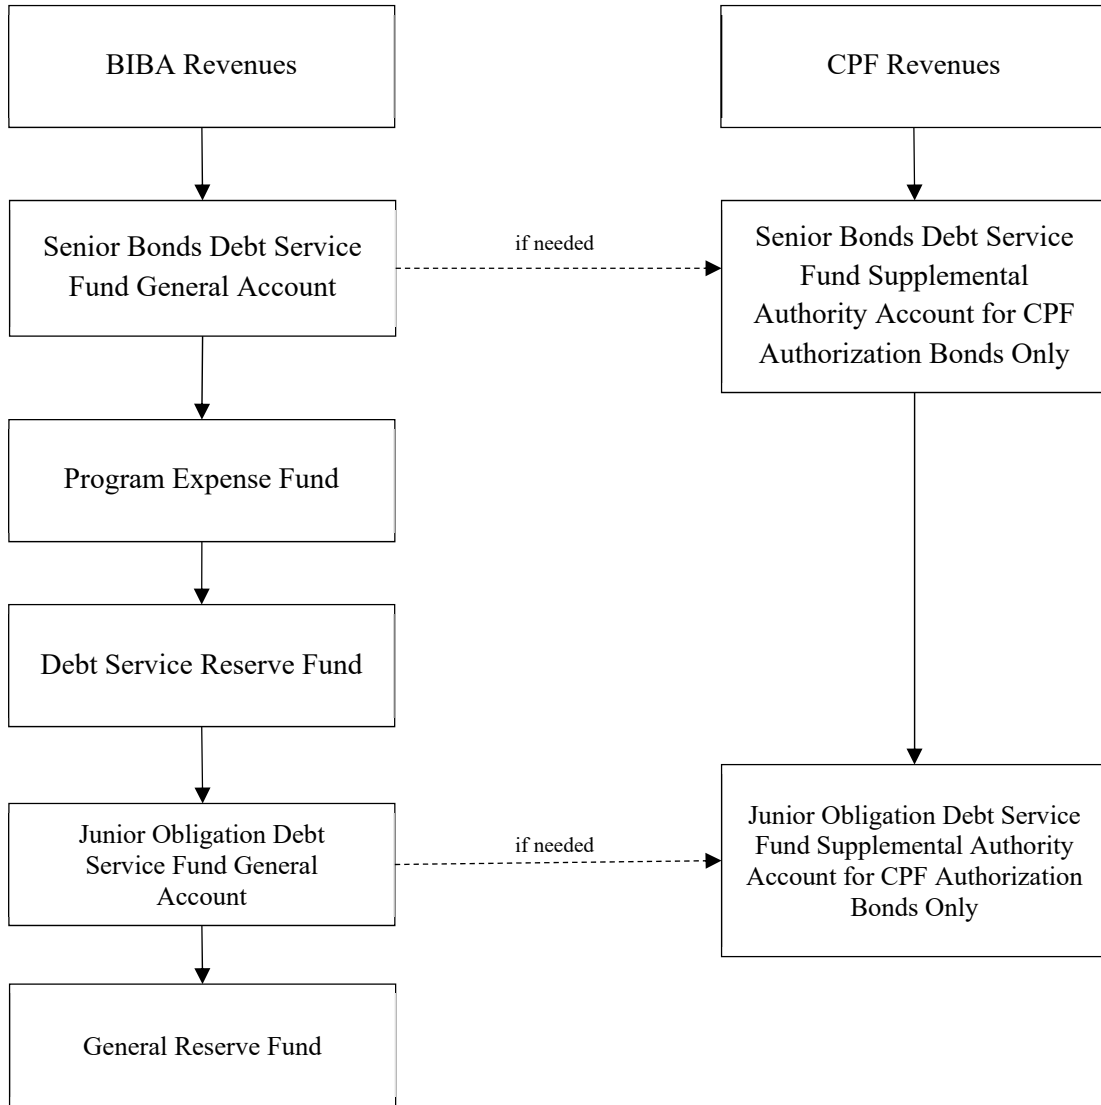 BIBA Revenues
CPF Revenues
Senior Bonds Debt Service
Fund General Account
if needed
Senior Bonds Debt Service
Fund Supplemental
Authority Account for CPF
Authorization Bonds Only
Program Expense Fund
Debt Service Reserve Fund
Junior Obligation Debt
Service Fund General
Account
if needed
Junior Obligation Debt Service
Fund Supplemental Authority
Account for CPF Authorization
Bonds Only
General Reserve Fund